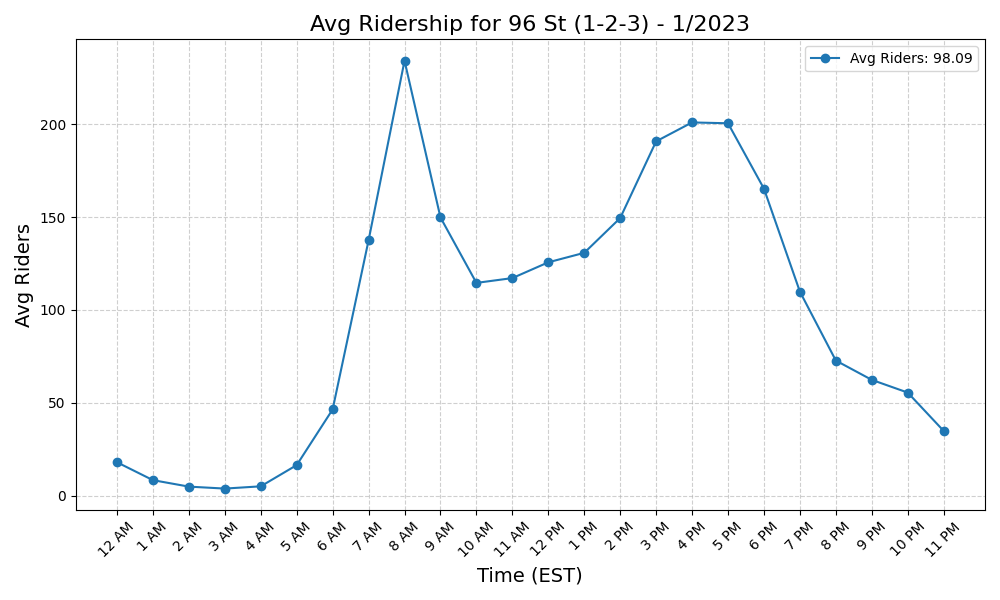 Avg Ridership for 96 St (1-2-3) - 1/2023
Avg Riders: 98.09
Avg Riders
200
150
100
50
0
12 AM
1 AM
2 AM
3 AM
4 AM
5 AM
6 AM
7 AM
8 AM
9 AM
10 AM
11 AM
12 PM
1 PM
2 PM
3 PM
4 PM
5 PM
6 PM
7 PM
8 PM
9 PM
10 PM
11 PM
Time (EST)